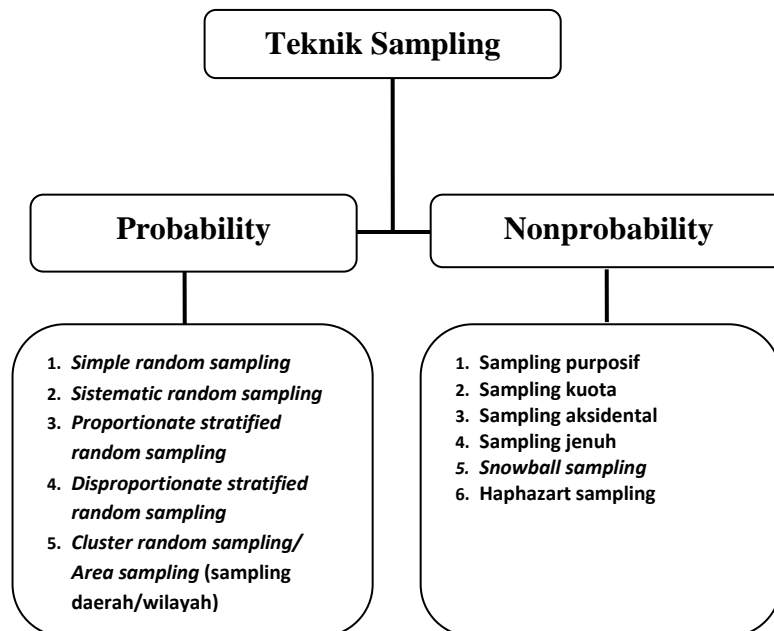 Teknik Sampling
Probability
Nonprobability
1. Simple random sampling
2. Sistematic random sampling
3. Proportionate stratified
random sampling
4. Disproportionate stratified
random sampling
5. Cluster random sampling/
Area sampling (sampling
daerah/wilayah)
1. Sampling purposif
2. Sampling kuota
3. Sampling aksidental
4. Sampling jenuh
5. Snowball sampling
6. Haphazart sampling